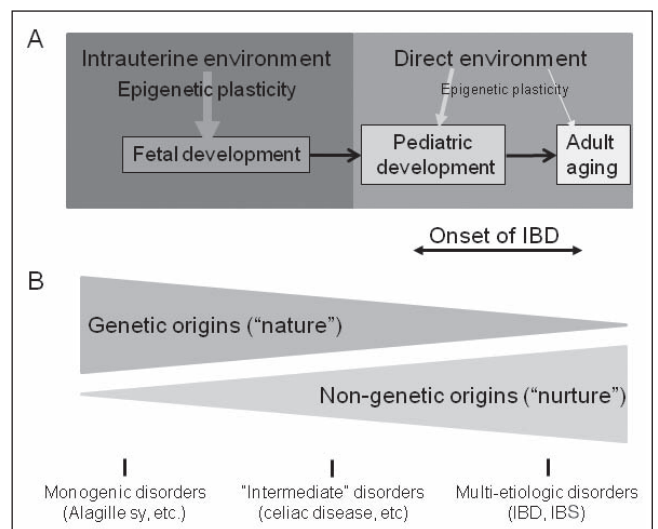 A
Intrauterine environment
Epigenetic plasticity
Fetal development
Direct environment
Epigenetic plasticity
Pediatric
development
Adult
aging
Onset of IBD
B
Genetic origins (“nature”)
Non-genetic origins (“nurture”)
Monogenic disorders
(Alagille sy, etc.)
"Intermediate" disorders
(celiac disease, etc)
Multi-etiologic disorders
(IBD, IBS)